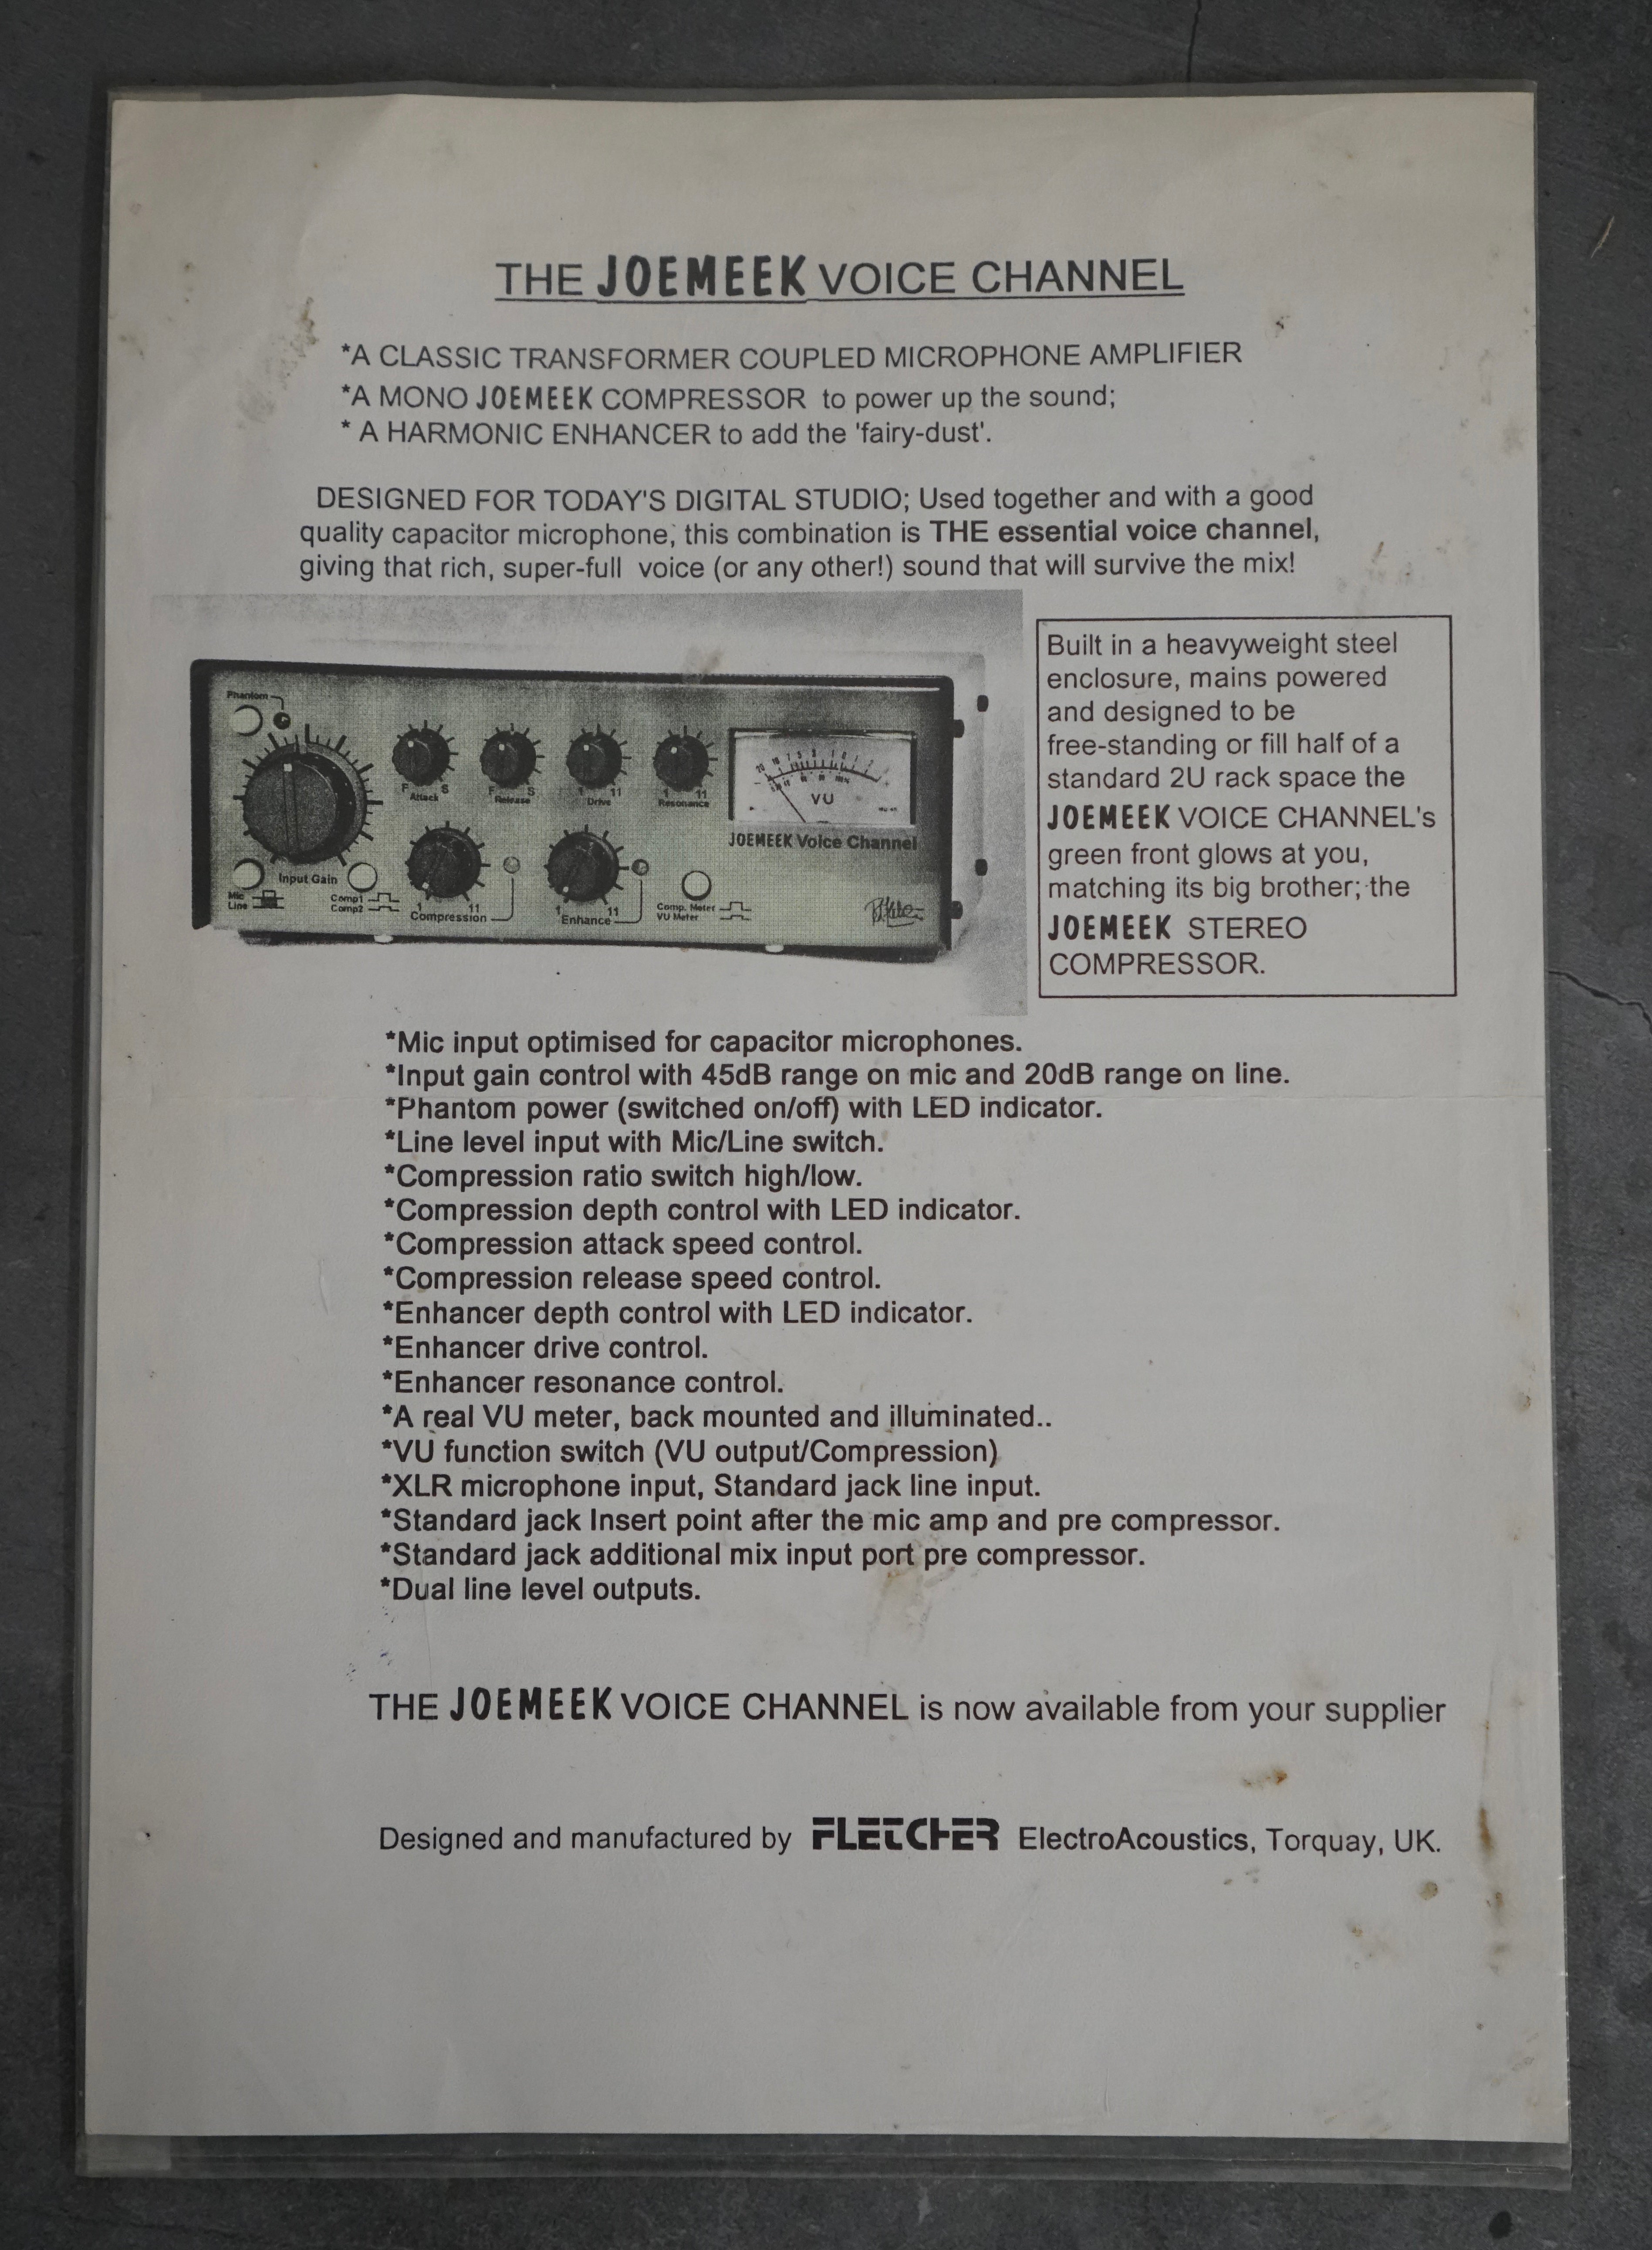 THE JOEMEEK VOICE CHANNEL
*A CLASSIC TRANSFORMER COUPLED MICROPHONE AMPLIFIER
*A MONO JOEMEEK COMPRESSOR to power up the sound;
* A HARMONIC ENHANCER to add the 'fairy-dust'.
DESIGNED FOR TODAY'S DIGITAL STUDIO; Used together and with a good
quality capacitor microphone; this combination is THE essential voice channel,
giving that rich, super-full voice (or any other!) sound that will survive the mix!
Phantom
F S
Attack
F S
Release
1 11
Drive
1 11
Resonance
VU
JOEMEEK Voice Channel
Input Gain
Mic
Line
Comp1
Comp2
1 11
Compression
1 11
Enhance
Comp. Meter
VU Meter
Built in a heavyweight steel
enclosure, mains powered
and designed to be
free-standing or fill half of a
standard 2U rack space the
JOEMEEK VOICE CHANNEL's
green front glows at you,
matching its big brother; the
JOEMEEK STEREO
COMPRESSOR.
*Mic input optimised for capacitor microphones.
*Input gain control with 45dB range on mic and 20dB range on line.
*Phantom power (switched on/off) with LED indicator.
*Line level input with Mic/Line switch.
*Compression ratio switch high/low.
*Compression depth control with LED indicator.
*Compression attack speed control.
*Compression release speed control.
*Enhancer depth control with LED indicator.
*Enhancer drive control.
*Enhancer resonance control.
*A real VU meter, back mounted and illuminated..
*VU function switch (VU output/Compression)
*XLR microphone input, Standard jack line input.
*Standard jack Insert point after the mic amp and pre compressor.
*Standard jack additional mix input port pre compressor.
*Dual line level outputs.
THE JOEMEEK VOICE CHANNEL is now available from your supplier
Designed and manufactured by FLETCHER ElectroAcoustics, Torquay, UK.